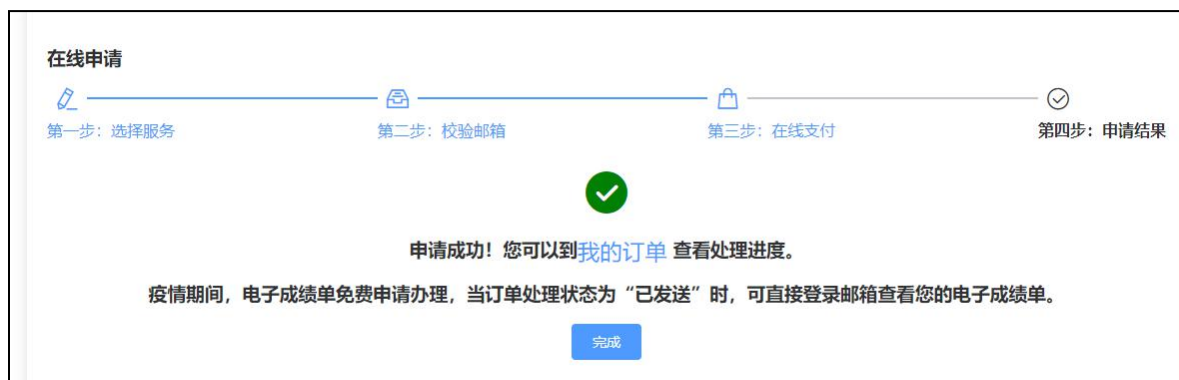 在线申请
第一步：选择服务
第二步：校验邮箱
第三步：在线支付
第四步：申请结果
申请成功！您可以到我的订单 查看处理进度。
疫情期间，电子成绩单免费申请办理，当订单处理状态为“已发送”时，可直接登录邮箱查看您的电子成绩单。
完成